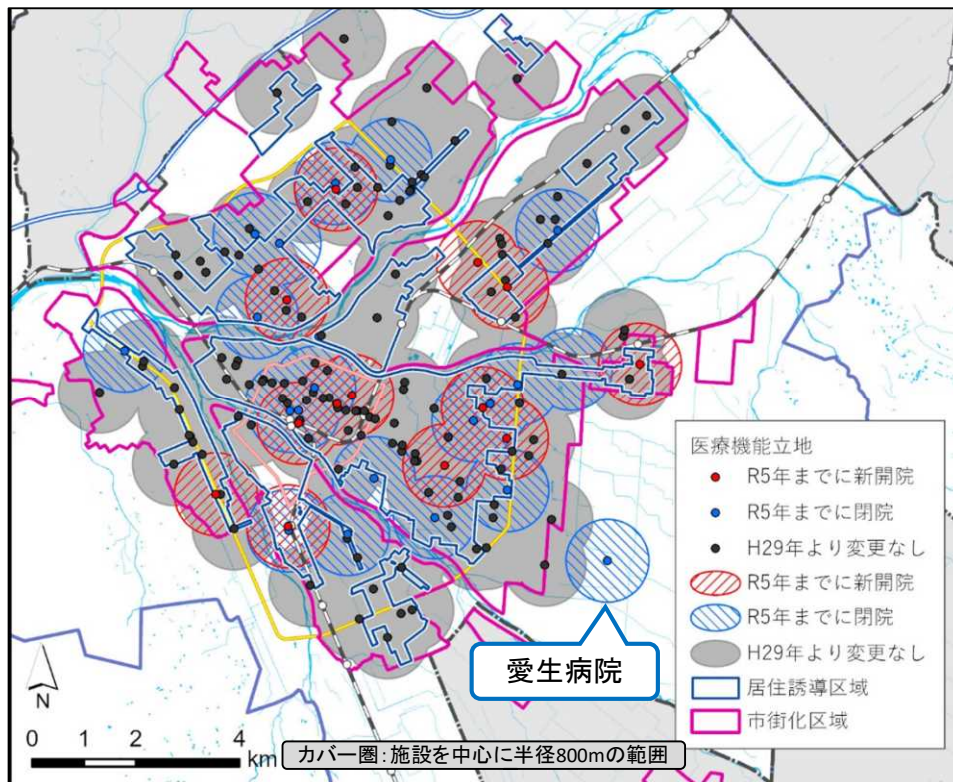 医療機能立地
R5年までに新開院
R5年までに閉院
H29年より変更なし
R5年までに新開院
R5年までに閉院
H29年より変更なし
居住誘導区域
市街化区域
愛生病院
N
0 1 2 4
km
カバー圏:施設を中心に半径800mの範囲